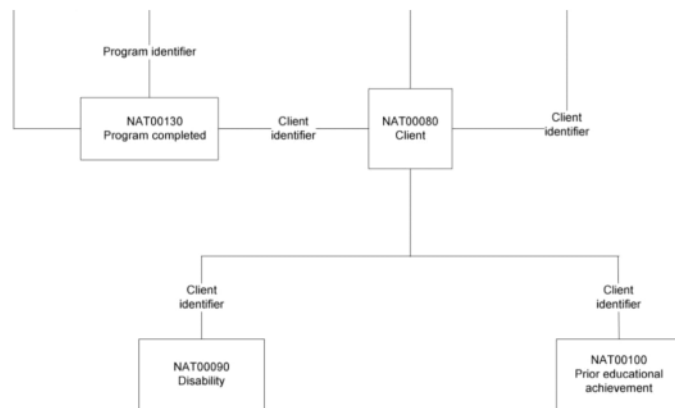 Program identifier
NAT00130
Program completed
Client
identifier
NAT00080
Client
Client
identifier
Client
identifier
Client
identifier
NAT00090
Disability
NAT00100
Prior educational
achievement